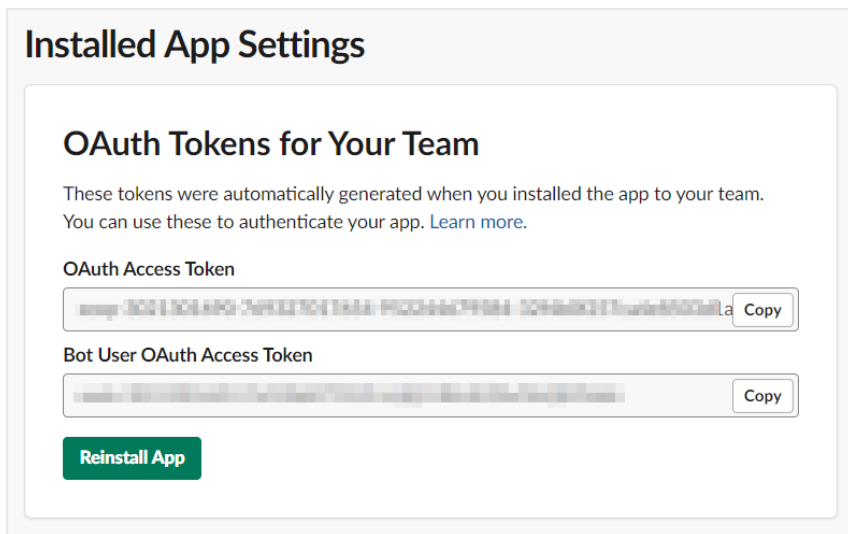 Installed App Settings
OAuth Tokens for Your Team
These tokens were automatically generated when you installed the app to your team.
You can use these to authenticate your app. Learn more.
OAuth Access Token
Copy
Bot User OAuth Access Token
Copy
Reinstall App